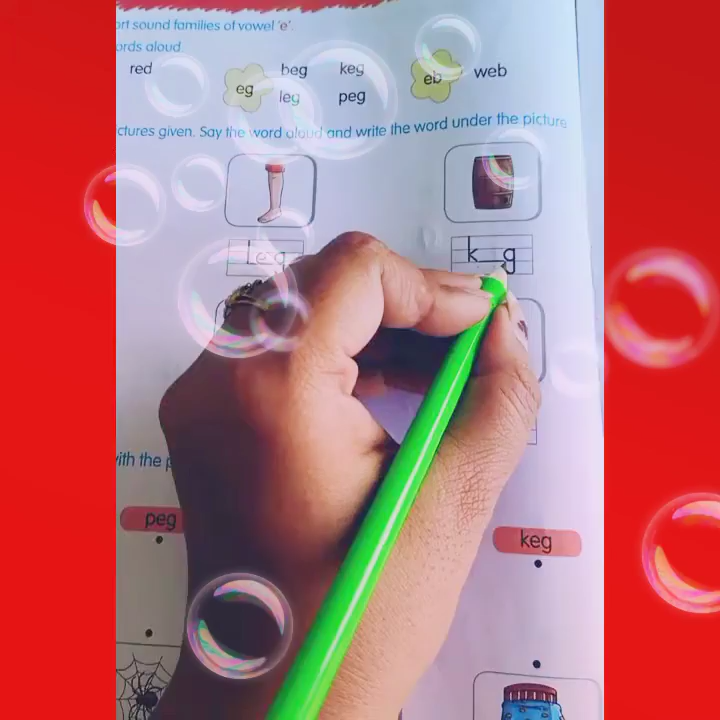 ort sound families of vowel 'e'.
ords aloud.
red eg beg keg eb web
leg peg
ctures given. Say the word aloud and write the word under the picture
Leg k_g
ith the p
peg keg